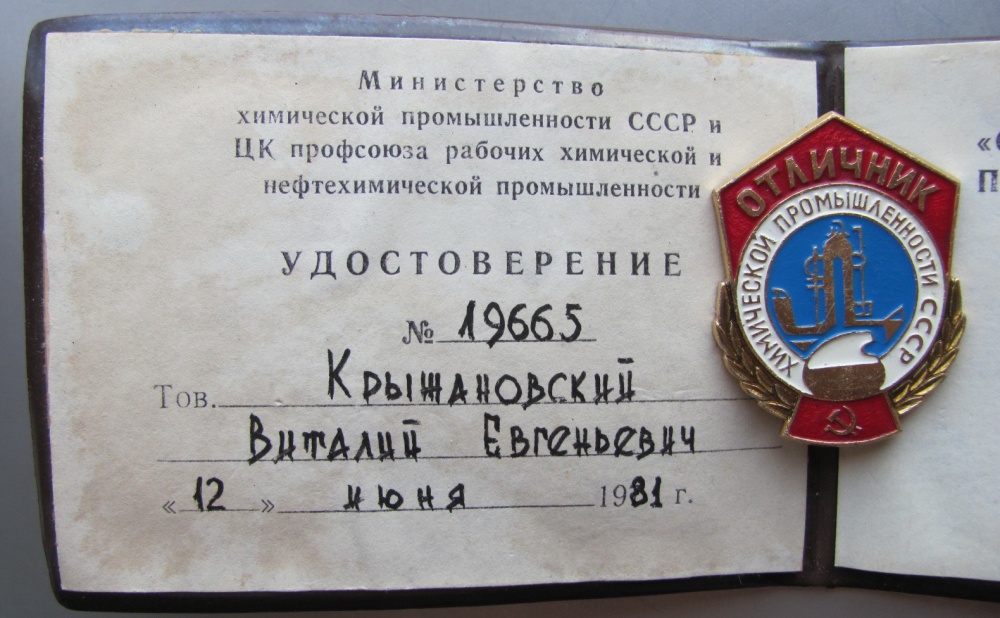 Министерство
химической промышленности СССР и
ЦК профсоюза рабочих химической и
нефтехимической промышленности
УДОСТОВЕРЕНИЕ
№ 19665
Тов. Крыжановский
Виталий Евгеньевич
«12» июня 1981 г.
ОТЛИЧНИК
ХИМИЧЕСКОЙ ПРОМЫШЛЕННОСТИ СССР